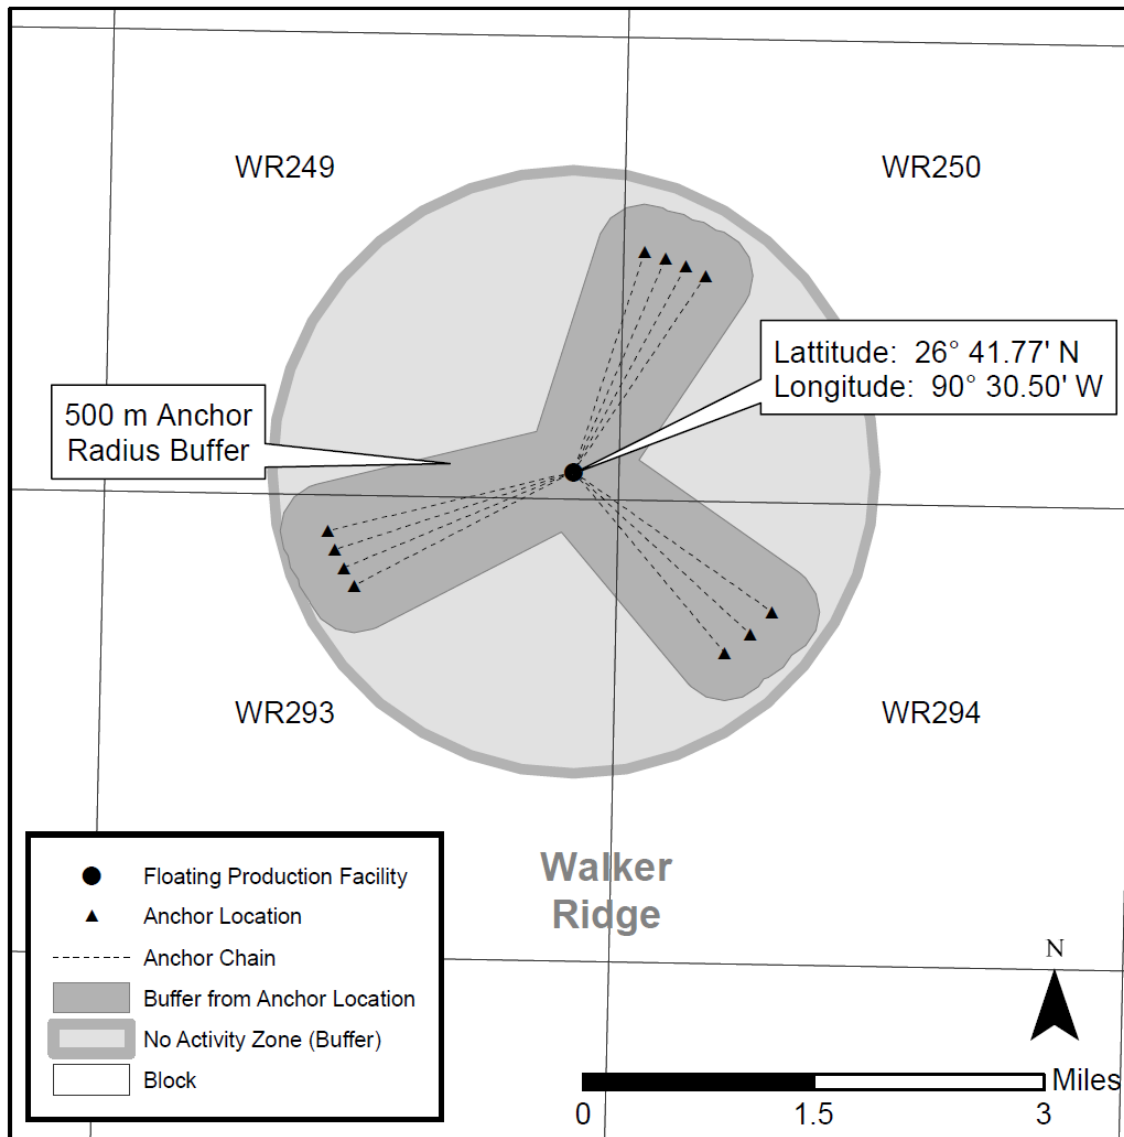 WR249
WR250
Lattitude:  26° 41.77' N
Longitude:  90° 30.50' W
500 m Anchor
Radius Buffer
WR293
WR294
Walker
Ridge
Floating Production Facility
Anchor Location
Anchor Chain
Buffer from Anchor Location
No Activity Zone (Buffer)
Block
N
Miles
0 1.5 3